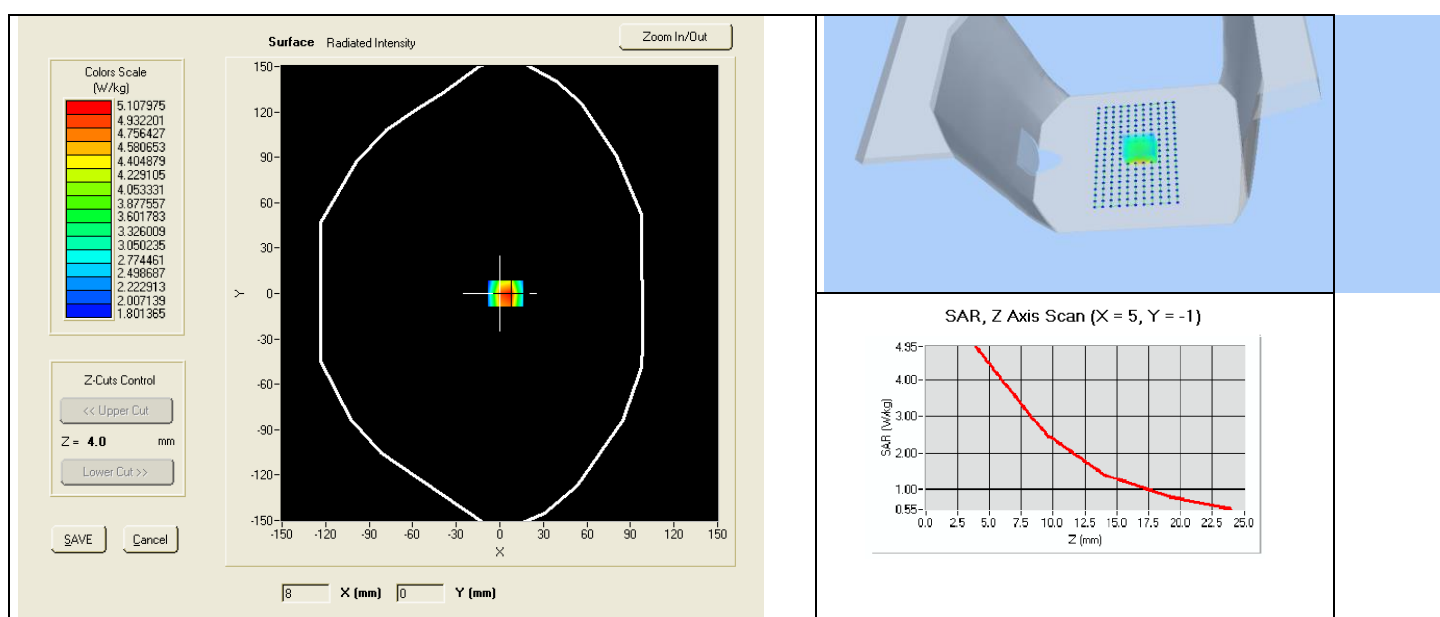 Surface Radiated Intensity
Zoom In/Out
Colors Scale
(W/kg)
5.107975
4.932201
4.756427
4.580653
4.404879
4.229105
4.053331
3.877557
3.601783
3.326009
3.050235
2.774461
2.498687
2.222913
2.007139
1.801365
Z-Cuts Control
<< Upper Cut
Z = 4.0 mm
Lower Cut >>
SAVE Cancel
150
120
90
60
30
0
-30
-60
-90
-120
-150
Y
-150 -120 -90 -60 -30 0 30 60 90 120 150
X
8 X (mm) 0 Y (mm)
SAR, Z Axis Scan (X = 5, Y = -1)
4.95
4.00
3.00
2.00
1.00
0.55
SAR (W/kg)
0.0 2.5 5.0 7.5 10.0 12.5 15.0 17.5 20.0 22.5 25.0
Z (mm)